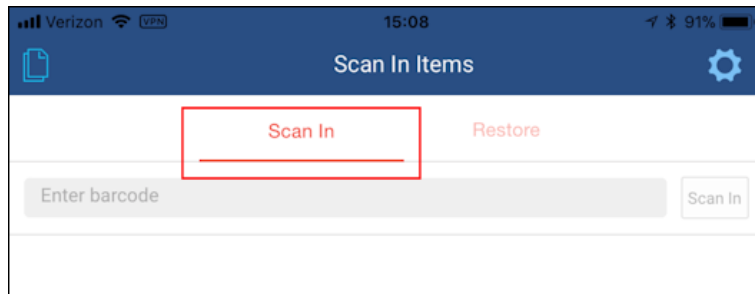 Verizon VPN 15:08 91%
Scan In Items
Scan In Restore
Enter barcode Scan In